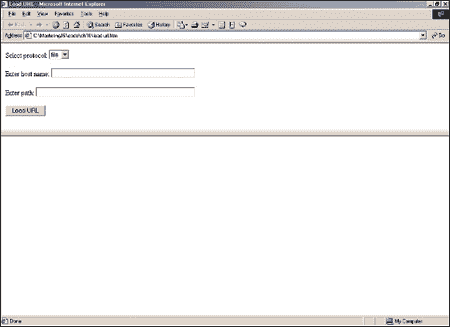 Load URL - Microsoft Internet Explorer
File Edit View Favorites Tools Help
Search Favorites History
Address Go
Select protocol: file
Enter host name:
Enter path:
Load URL
Done My Computer